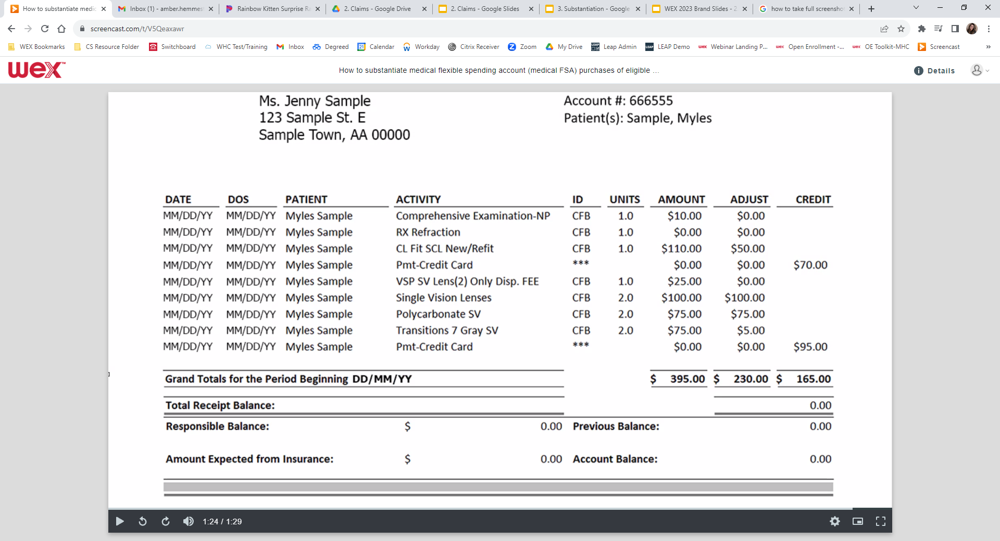 How to substantiate medic
Inbox (1) - amber.hemmes
Rainbow Kitten Surprise Ra
2. Claims - Google Drive
2. Claims - Google Slides
3. Substantiation - Google
WEX 2023 Brand Slides - 2
how to take full screenshot
screencast.com/t/V5Qeaxawr
WEX Bookmarks
CS Resource Folder
Switchboard
WHC Test/Training
Inbox
Degreed
21 Calendar
Workday
Citrix Receiver
Zoom
My Drive
LEAP Leap Admin
LEAP LEAP Demo
wex Webinar Landing P...
wex Open Enrollment -...
wex OE Toolkit-MHC
Screencast
»
wex™
How to substantiate medical flexible spending account (medical FSA) purchases of eligible ...
Details
Ms. Jenny Sample
123 Sample St. E
Sample Town, AA 00000
Account #: 666555
Patient(s): Sample, Myles
DATE DOS PATIENT ACTIVITY ID UNITS AMOUNT ADJUST CREDIT
MM/DD/YY MM/DD/YY Myles Sample Comprehensive Examination-NP CFB 1.0 $10.00 $0.00
MM/DD/YY MM/DD/YY Myles Sample RX Refraction CFB 1.0 $0.00 $0.00
MM/DD/YY MM/DD/YY Myles Sample CL Fit SCL New/Refit CFB 1.0 $110.00 $50.00
MM/DD/YY MM/DD/YY Myles Sample Pmt-Credit Card *** $0.00 $0.00 $70.00
MM/DD/YY MM/DD/YY Myles Sample VSP SV Lens(2) Only Disp. FEE CFB 1.0 $25.00 $0.00
MM/DD/YY MM/DD/YY Myles Sample Single Vision Lenses CFB 2.0 $100.00 $100.00
MM/DD/YY MM/DD/YY Myles Sample Polycarbonate SV CFB 2.0 $75.00 $75.00
MM/DD/YY MM/DD/YY Myles Sample Transitions 7 Gray SV CFB 2.0 $75.00 $5.00
MM/DD/YY MM/DD/YY Myles Sample Pmt-Credit Card *** $0.00 $0.00 $95.00
Grand Totals for the Period Beginning DD/MM/YY $ 395.00 $ 230.00 $ 165.00
Total Receipt Balance: 0.00
Responsible Balance: $ 0.00 Previous Balance: 0.00
Amount Expected from Insurance: $ 0.00 Account Balance: 0.00
1:24 / 1:29